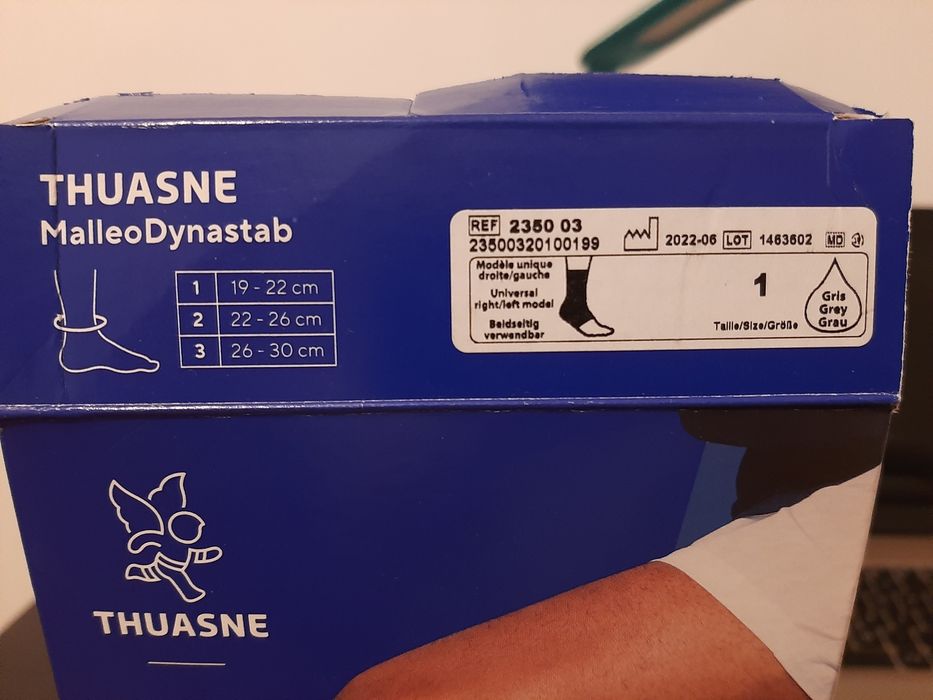 THUASNE
MalleoDynastab
1 19 - 22 cm
2 22 - 26 cm
3 26 - 30 cm
REF 2350 03
23500320100199
2022-06 LOT 1463602 MD
Modèle unique
droite/gauche
Universal
right/left model
Beidseitig
verwendbar
1
Taille/Size/Größe
Gris
Grey
Grau
THUASNE